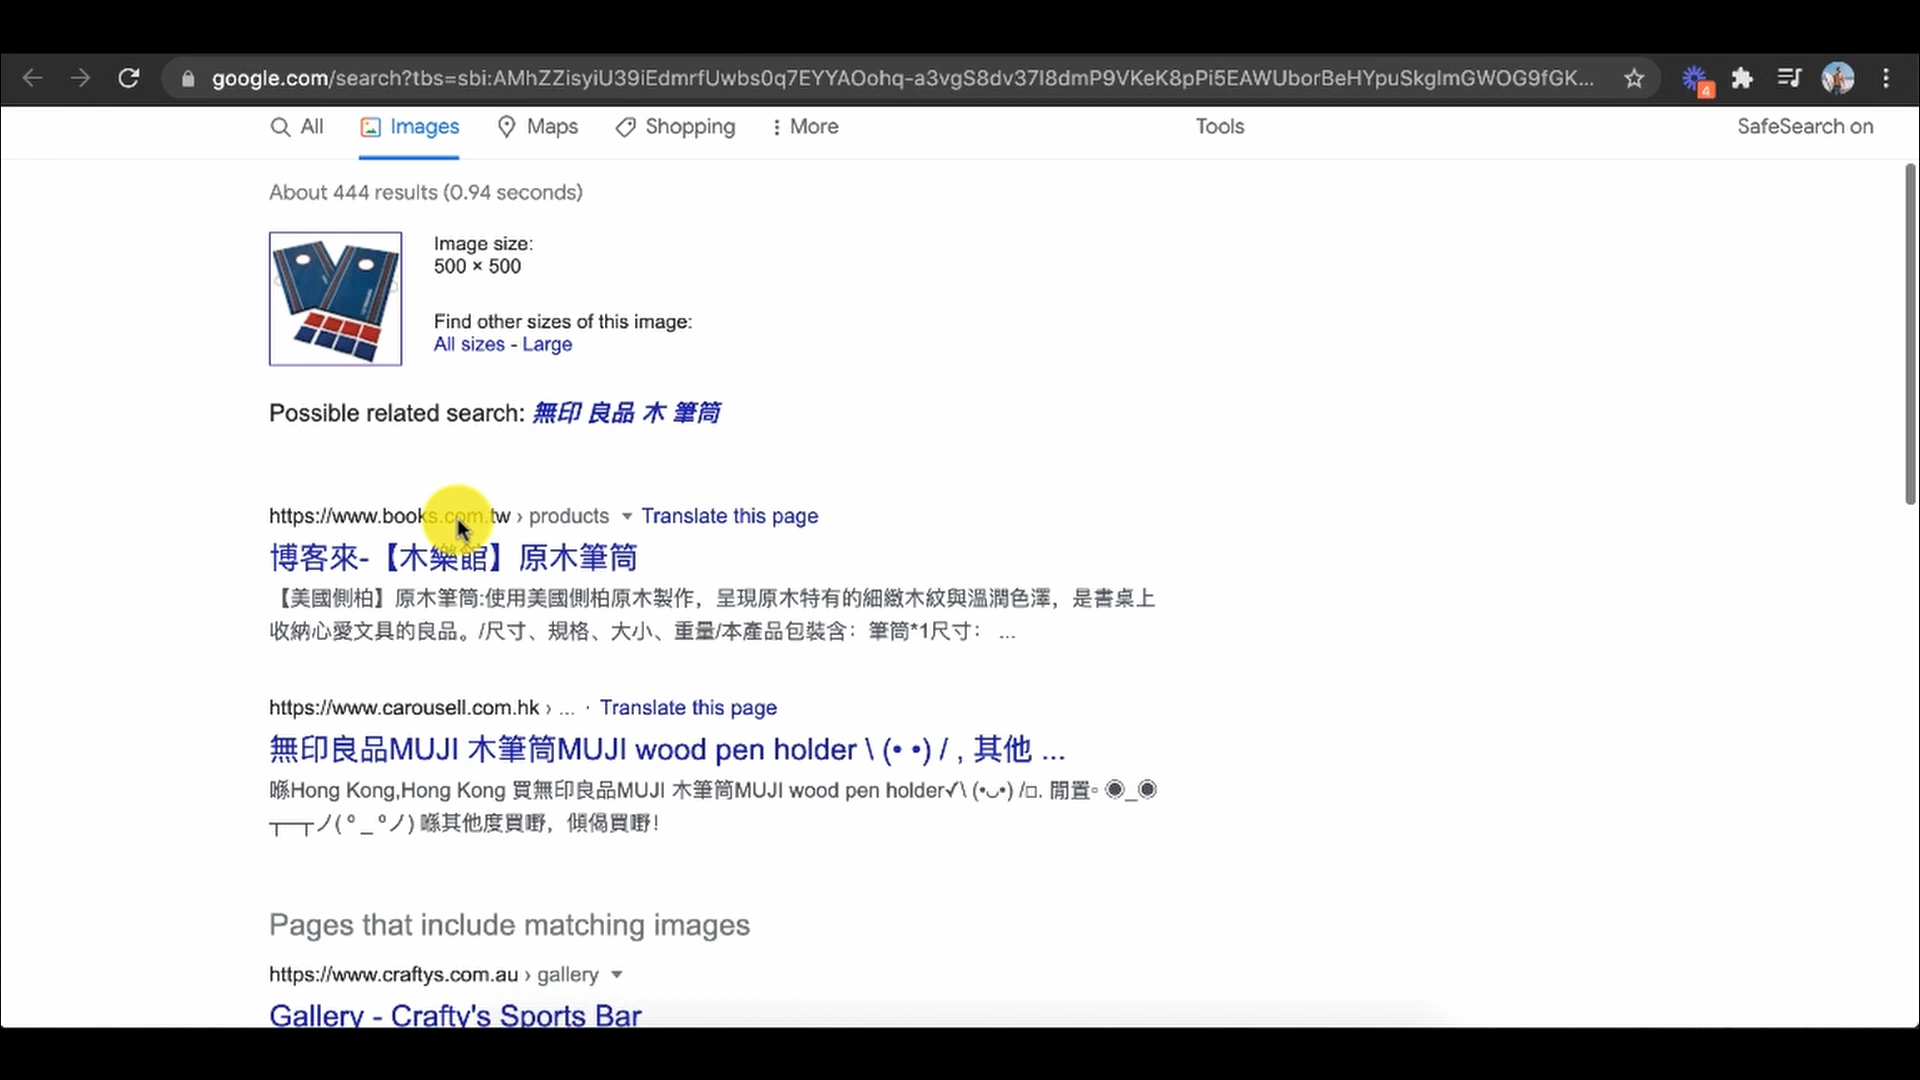 google.com/search?tbs=sbi:AMhZZisyiU39iEdmrfUwbs0q7EYYAOohq-a3vgS8dv37I8dmP9VKeK8pPi5EAWUborBeHYpuSkglmGWOG9fGK...
4
All Images Maps Shopping More Tools SafeSearch on
About 444 results (0.94 seconds)
Image size:
500 × 500
Find other sizes of this image:
All sizes - Large
Possible related search: 無印 良品 木 筆筒
https://www.books.com.tw › products Translate this page
博客來-【木樂館】原木筆筒
【美國側柏】原木筆筒:使用美國側柏原木製作，呈現原木特有的細緻木紋與溫潤色澤，是書桌上
收納心愛文具的良品。/尺寸、規格、大小、重量/本產品包裝含：筆筒*1尺寸： ...
https://www.carousell.com.hk › ... · Translate this page
無印良品MUJI 木筆筒MUJI wood pen holder \ (• •) / , 其他 ...
喺Hong Kong,Hong Kong 買無印良品MUJI 木筆筒MUJI wood pen holder✓\ (•◡•) /□. 閒置▫ ◉_◉
┬─┬ノ( º _ ºノ) 喺其他度買嘢，傾偈買嘢！
Pages that include matching images
https://www.craftys.com.au › gallery
Gallery - Crafty's Sports Bar